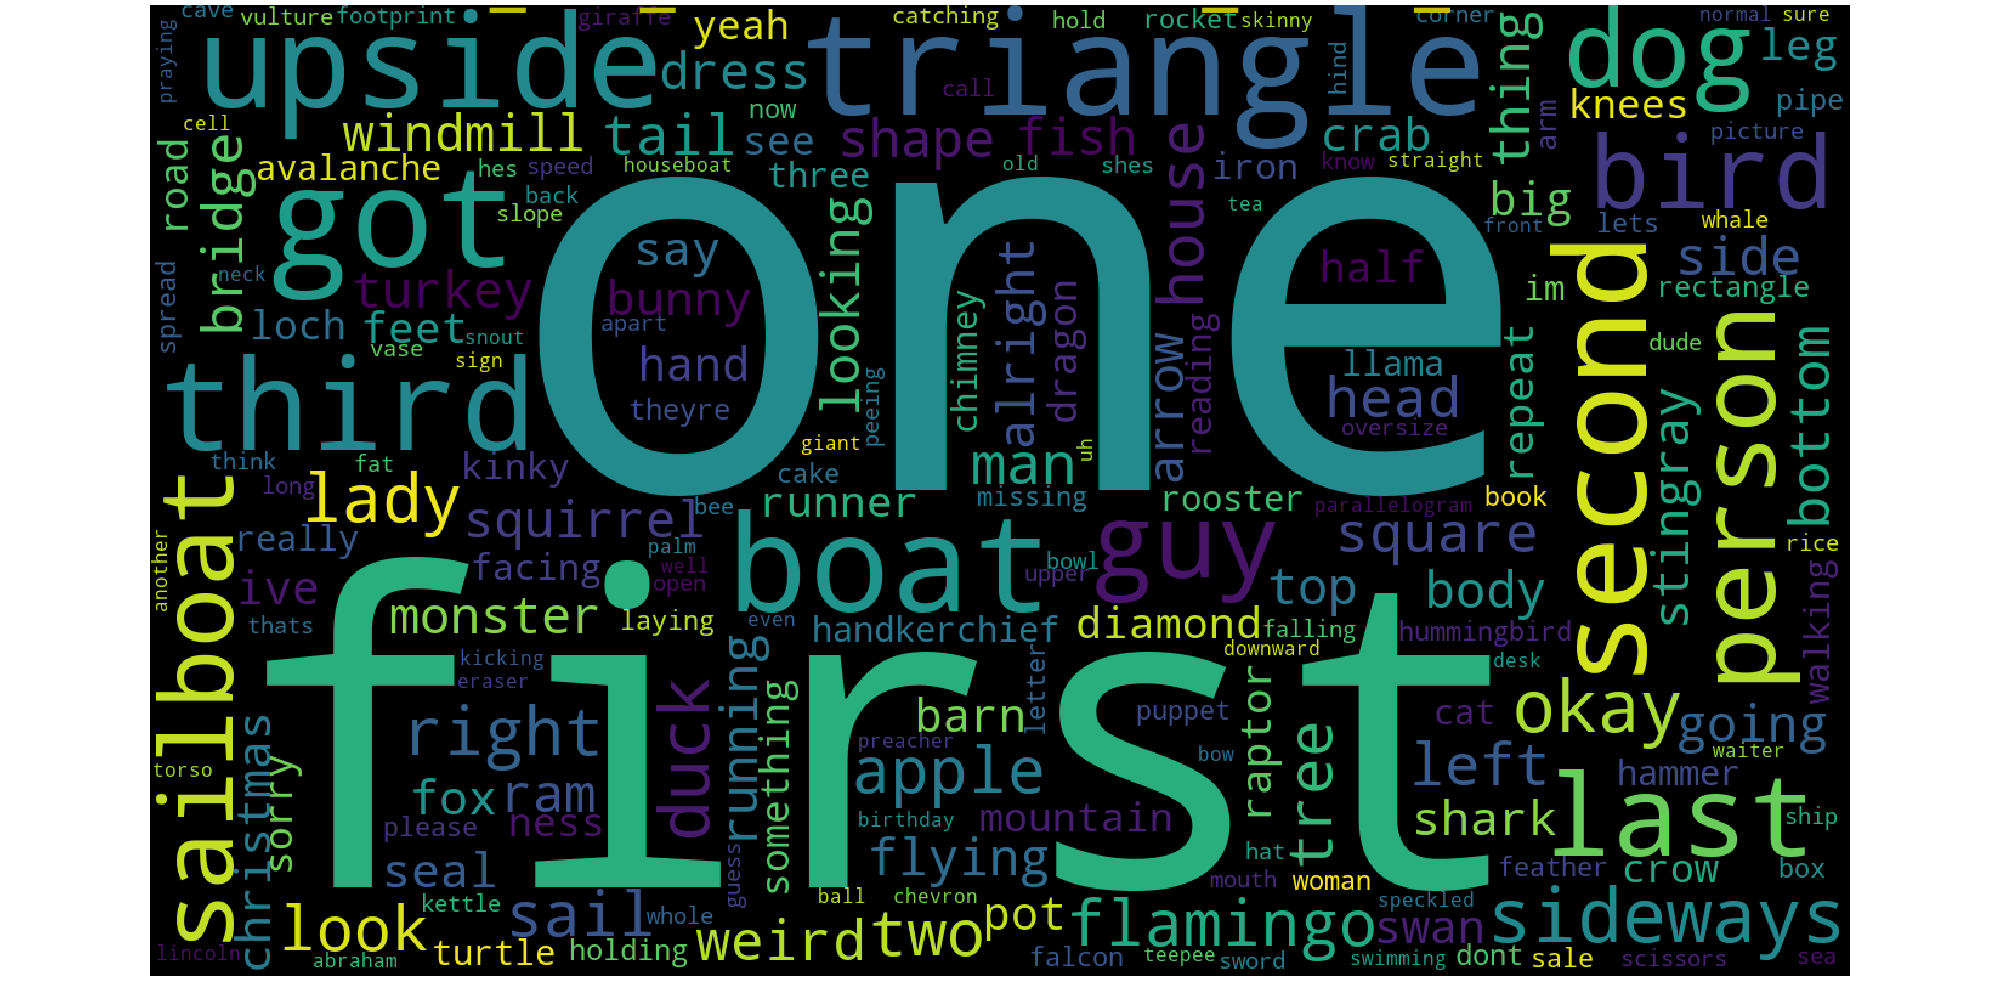 cave vulture footprint giraffe yeah catching hold rocket skinny corner normal sure
praying upside dress triangle hind thing dog leg
call now knees pipe
cell windmill tail see shape fish crab arm picture
road bridge avalanche hes speed houseboat three old shes iron know straight bird
got back slope looking house tea big front lets whale
one say alright half second side
spread neck turkey bunny chimney dragon arrow im rectangle
loch feet snout apart reading repeat person dude bottom
vase sign hand llama
third theyre peeing head stingray
giant uh oversize
think fat kinky cake man
long lady missing rooster book
sailboat squirrel bee runner parallelogram
another really palm boat guy square rice
ive facing well open bowl upper top body walking
thats monster laying even handkerchief diamond falling hummingbird
first kicking running letter downward desk
eraser duck something barn puppet raptor tree cat okay going
christmas right preacher bow waiter
torso sorry apple left hammer
fox ram last
please ness birthday mountain shark ship
seal guess flying hat feather crow box
kettle mouth woman
look sail whole ball chevron pot flamingo speckled swan sideways
lincoln abraham turtle holding weird two falcon teepee sword swimming dont sale scissors sea